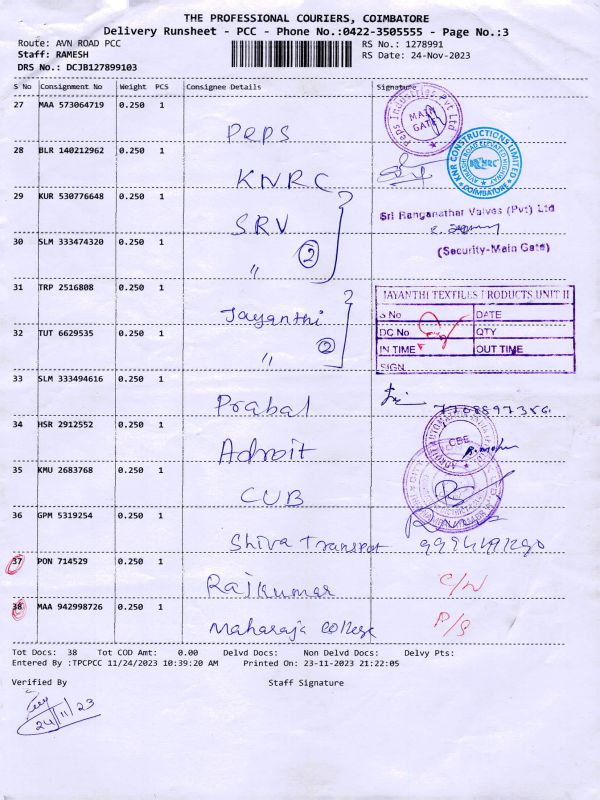 THE PROFESSIONAL COURIERS, COIMBATORE
Delivery Runsheet - PCC - Phone No.:0422-3505555 - Page No.:3
Route: AVN ROAD PCC RS No.: 1278991
Staff: RAMESH RS Date: 24-Nov-2023
DRS No.: DCJB127899103
S No Consignment No Weight PCS Consignee Details Signature
27 MAA 573064719 0.250 1 Peps
Peps Industries Pvt Ltd
MAIN GATE
28 BLR 140212962 0.250 1 KNRC
KNR CONSTRUCTIONS LIMITED
KNRC
COIMBATORE
29 KUR 530776648 0.250 1 SRV
Sri Ranganathar Valves (Pvt) Ltd
30 SLM 333474320 0.250 1 " 2
(Security-Main Gate)
31 TRP 2516808 0.250 1 Jayanthi
JAYANTHI TEXTILES PRODUCTS UNIT II
S No DATE
32 TUT 6629535 0.250 1 " 2
DC No QTY
IN TIME OUT TIME
SIGN.
33 SLM 333494616 0.250 1 Prabal
34 HSR 2912552 0.250 1 Adroit
CBE
35 KMU 2683768 0.250 1 CUB
36 GPM 5319254 0.250 1 Shiva Transpot
37 PON 714529 0.250 1 Rajkumar C/N
38 MAA 942998726 0.250 1 Maharaja College P/S
Tot Docs: 38 Tot COD Amt: 0.00 Delvd Docs: Non Delvd Docs: Delvy Pts:
Entered By :TPCPCC 11/24/2023 10:39:20 AM Printed On: 23-11-2023 21:22:05
Verified By Staff Signature
24/11/23